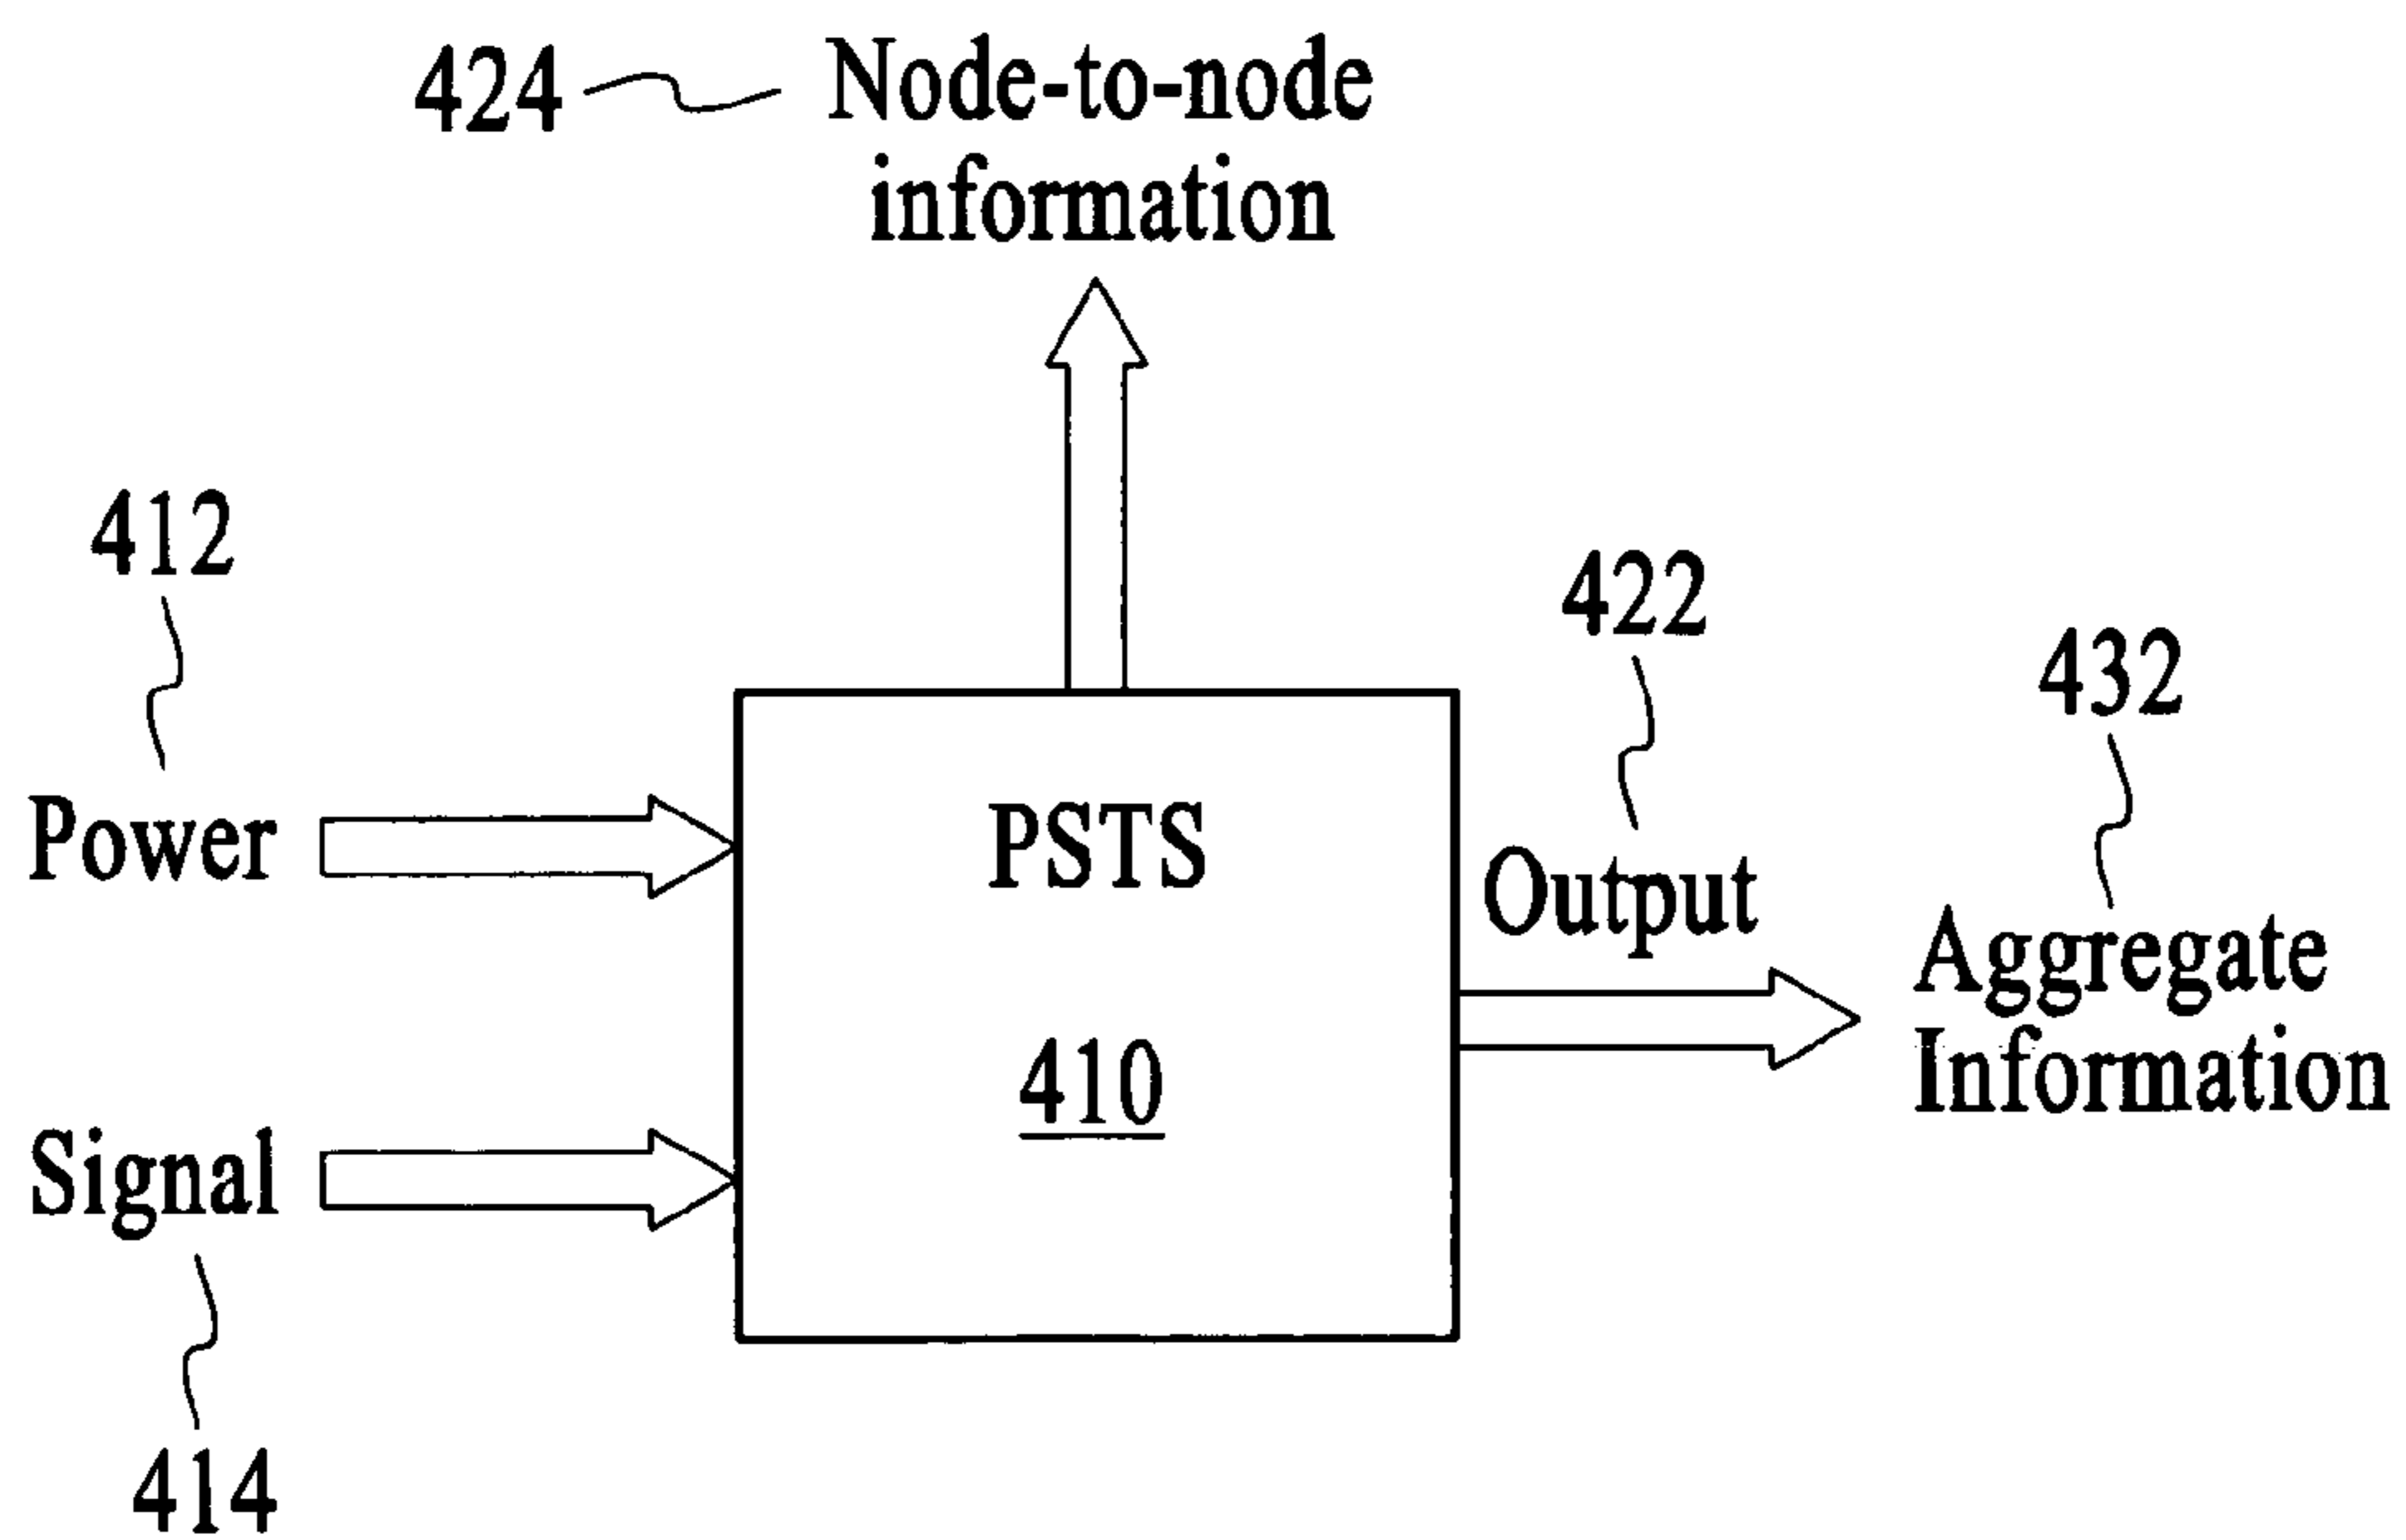 424
Node-to-node
information
412
422
432
Power
PSTS
Output
Aggregate
Information
410
Signal
414